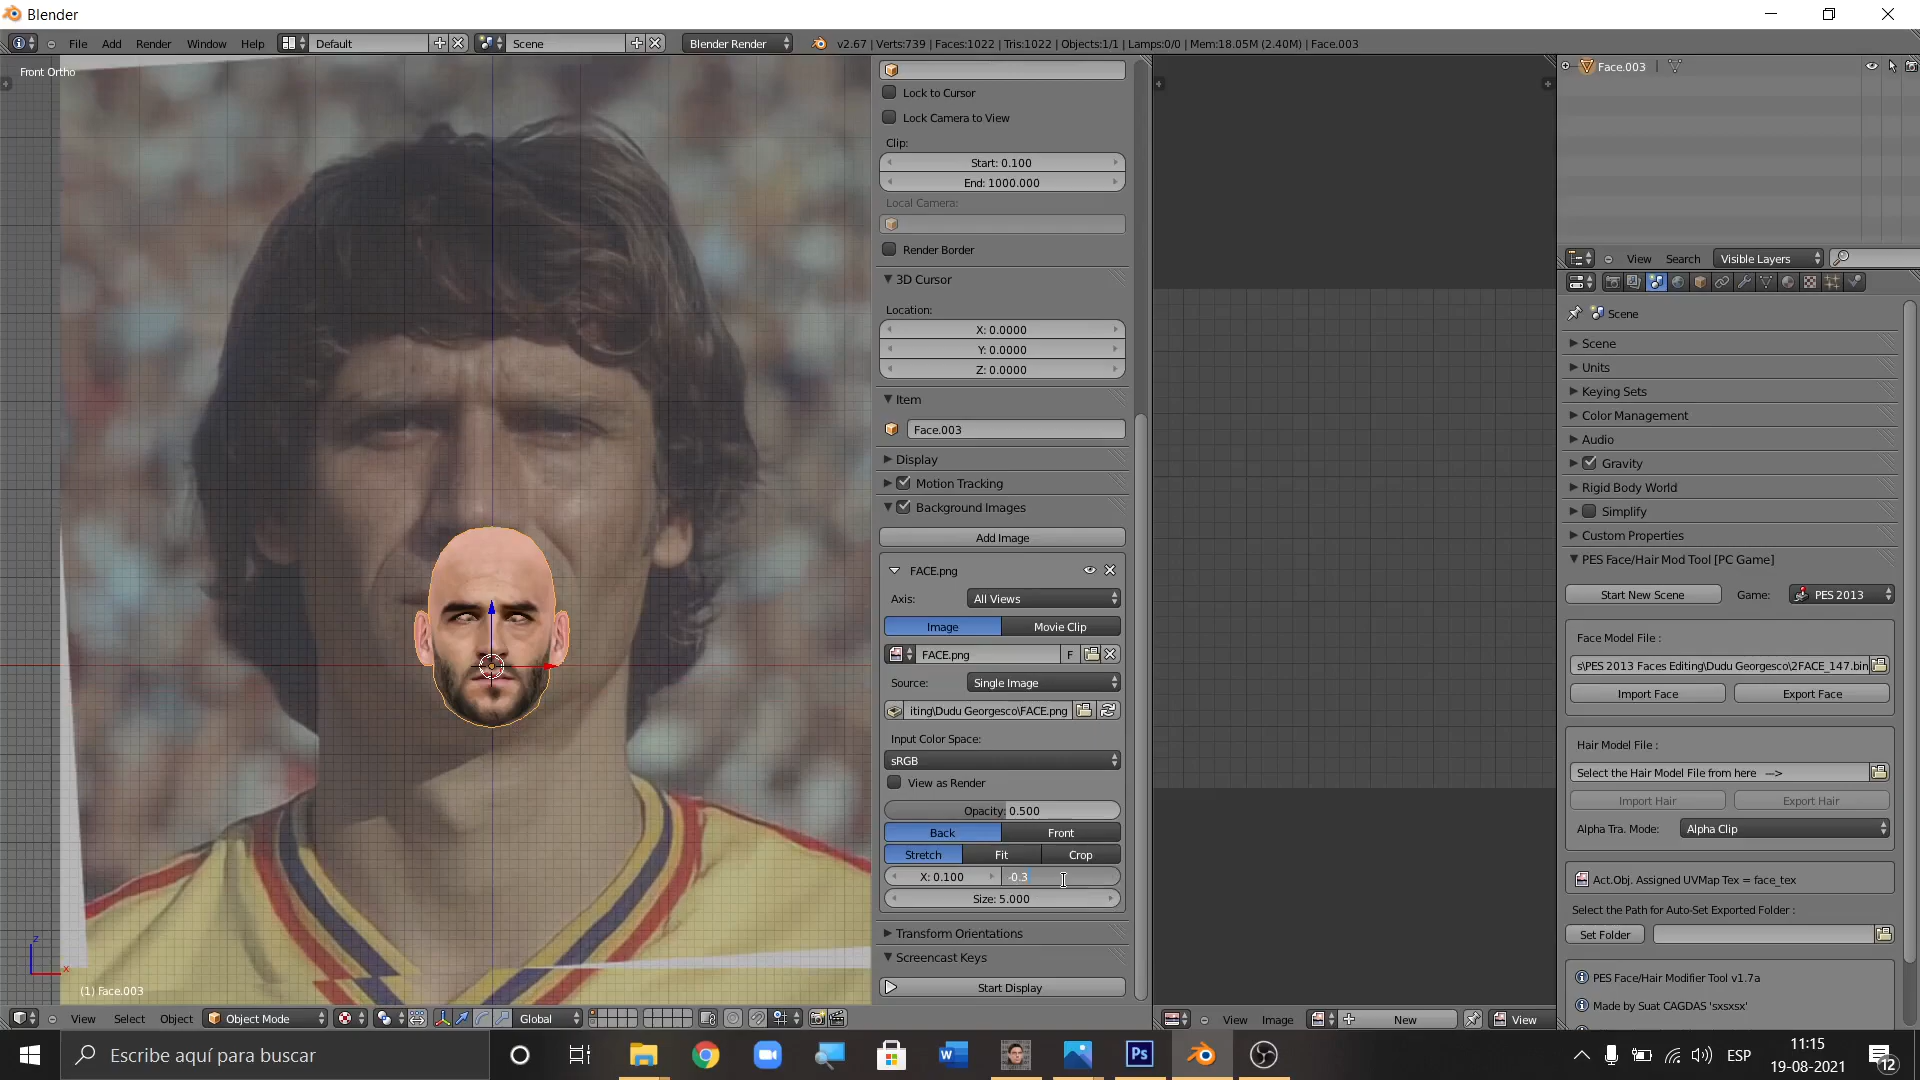 Blender
File Add Render Window Help Default Scene Blender Render v2.67 | Verts:739 | Faces:1022 | Tris:1022 | Objects:1/1 | Lamps:0/0 | Mem:18.05M (2.40M) | Face.003
Front Ortho
Lock to Cursor
Lock Camera to View
Clip:
Start: 0.100
End: 1000.000
Local Camera:
Render Border
3D Cursor
Location:
X: 0.0000
Y: 0.0000
Z: 0.0000
Item
Face.003
Display
Motion Tracking
Background Images
Add Image
FACE.png
Axis: All Views
Image Movie Clip
FACE.png F
Source: Single Image
iting\Dudu Georgesco\FACE.png
Input Color Space:
sRGB
View as Render
Opacity: 0.500
Back Front
Stretch Fit Crop
X: 0.100 -0.3
Size: 5.000
Transform Orientations
Screencast Keys
Start Display
z
x
(1) Face.003
View Select Object Object Mode Global
View Image New View
Face.003
View Search Visible Layers
Scene
Scene
Units
Keying Sets
Color Management
Audio
Gravity
Rigid Body World
Simplify
Custom Properties
PES Face/Hair Mod Tool [PC Game]
Start New Scene Game: PES 2013
Face Model File :
s\PES 2013 Faces Editing\Dudu Georgesco\2FACE_147.bin
Import Face Export Face
Hair Model File :
Select the Hair Model File from here --->
Import Hair Export Hair
Alpha Tra. Mode: Alpha Clip
Act.Obj. Assigned UVMap Tex = face_tex
Select the Path for Auto-Set Exported Folder :
Set Folder
PES Face/Hair Modifier Tool v1.7a
Made by Suat CAGDAS 'sxsxsx'
Escribe aquí para buscar
W
Ps
ESP
11:15
19-08-2021
12